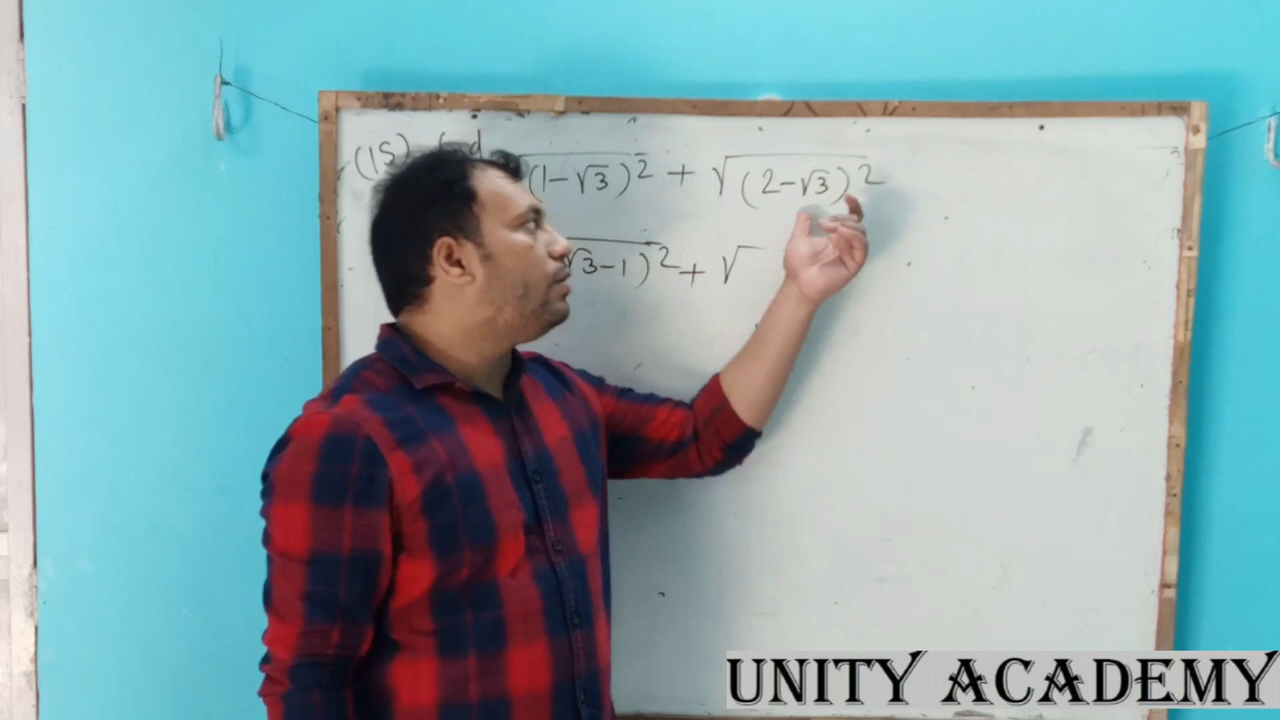 (15) (1-√3)² + √(2-√3)²
√3-1)² + √
UNITY ACADEMY